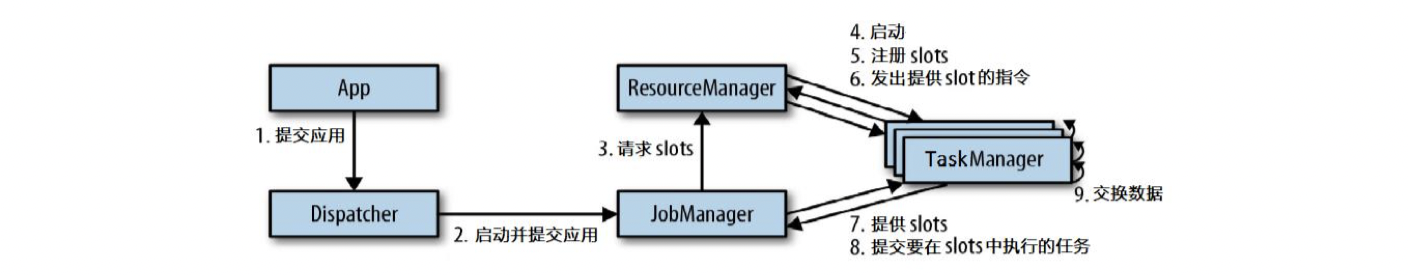 4. 启动
5. 注册 slots
6. 发出提供 slot 的指令
App
ResourceManager
1. 提交应用
3. 请求 slots
TaskManager
9. 交换数据
Dispatcher
JobManager
2. 启动并提交应用
7. 提供 slots
8. 提交要在 slots 中执行的任务